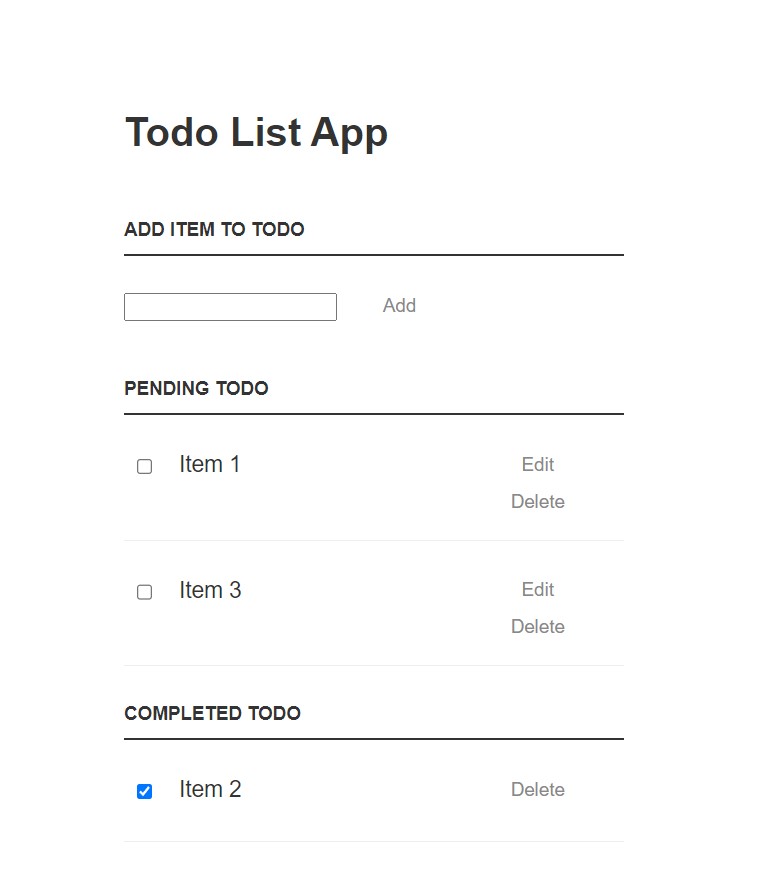 Todo List App
ADD ITEM TO TODO
Add
PENDING TODO
Item 1
Edit
Delete
Item 3
Edit
Delete
COMPLETED TODO
Item 2
Delete